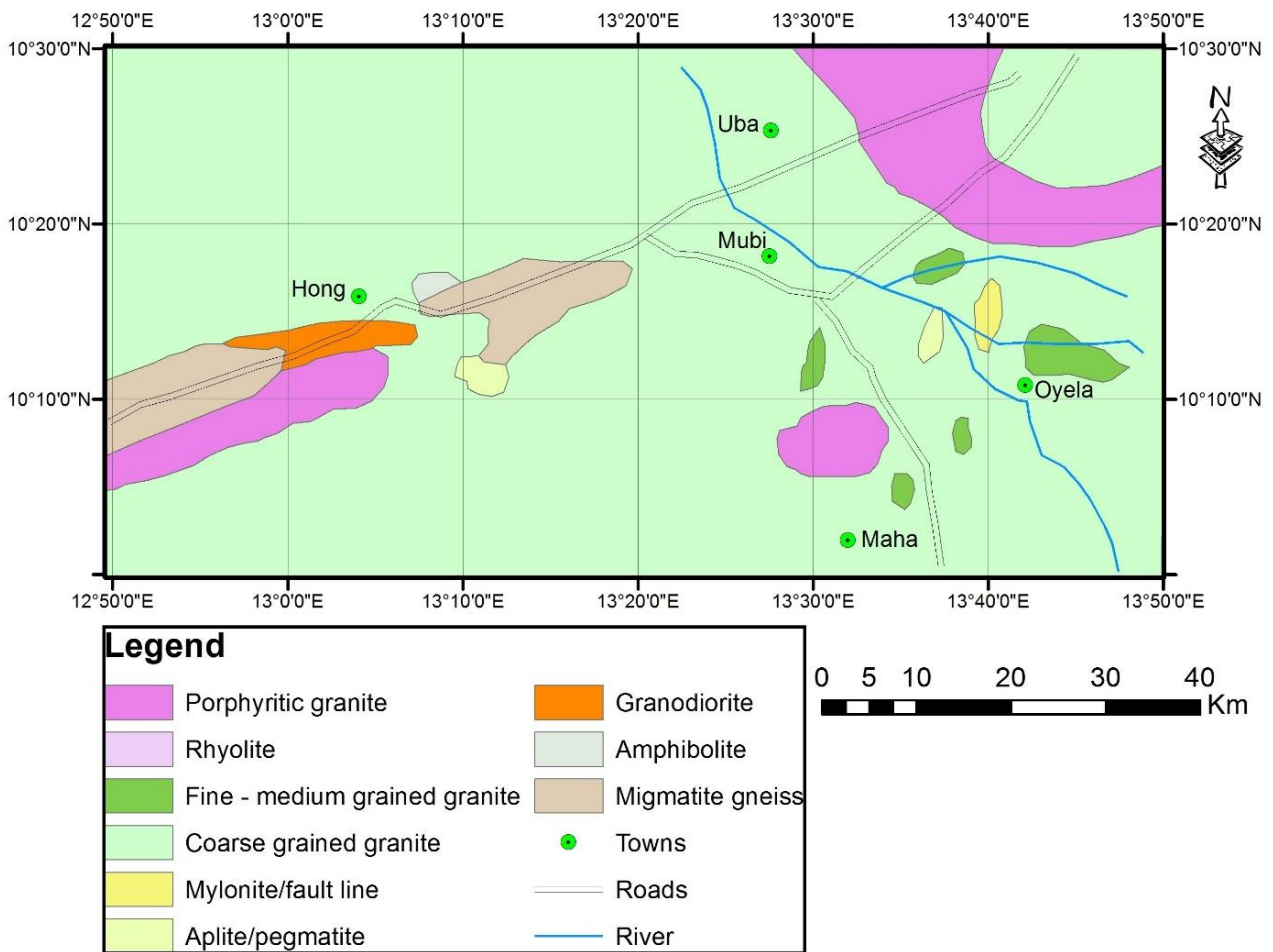 12°50'0"E 13°0'0"E 13°10'0"E 13°20'0"E 13°30'0"E 13°40'0"E 13°50'0"E
10°30'0"N 10°30'0"N
N
Uba
10°20'0"N 10°20'0"N
Mubi
Hong
Oyela
10°10'0"N 10°10'0"N
Maha
12°50'0"E 13°0'0"E 13°10'0"E 13°20'0"E 13°30'0"E 13°40'0"E 13°50'0"E
Legend
Porphyritic granite
Rhyolite
Fine - medium grained granite
Coarse grained granite
Mylonite/fault line
Aplite/pegmatite
Granodiorite
Amphibolite
Migmatite gneiss
Towns
Roads
River
0 5 10 20 30 40
Km